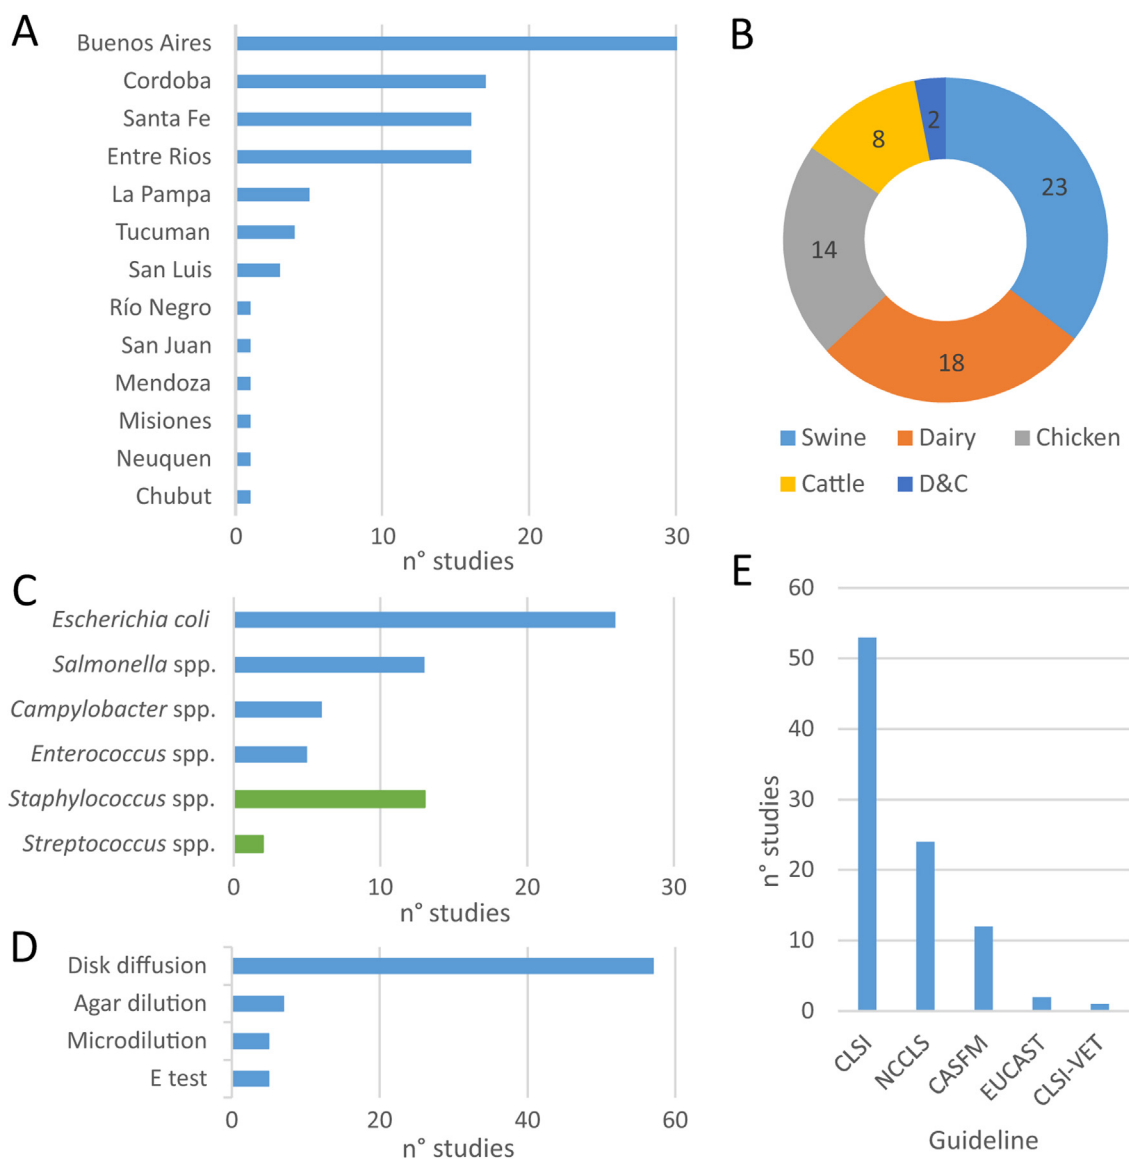 A
Buenos Aires
Cordoba
Santa Fe
Entre Rios
La Pampa
Tucuman
San Luis
Río Negro
San Juan
Mendoza
Misiones
Neuquen
Chubut
0 10 20 30
n° studies
B
2
8
23
14
18
Swine Dairy Chicken
Cattle D&C
C
Escherichia coli
Salmonella spp.
Campylobacter spp.
Enterococcus spp.
Staphylococcus spp.
Streptococcus spp.
0 10 20 30
n° studies
D
Disk diffusion
Agar dilution
Microdilution
E test
0 20 40 60
n° studies
E
60
50
40
30
20
10
0
n° studies
CLSI NCCLS CASFM EUCAST CLSI-VET
Guideline